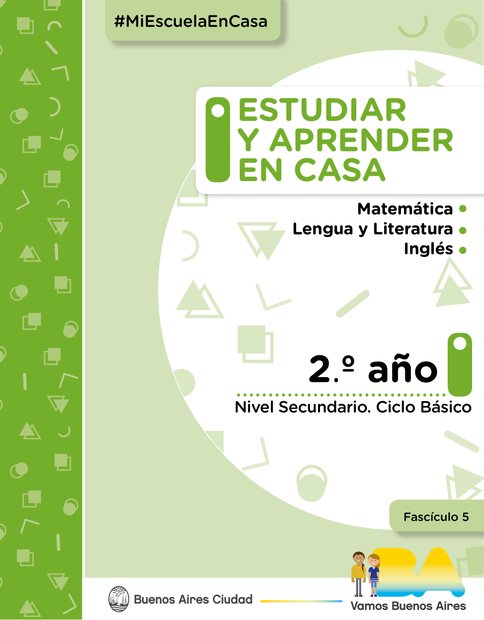 #MiEscuelaEnCasa
ESTUDIAR
Y APRENDER
EN CASA
Matemática
Lengua y Literatura
Inglés
2.º año
Nivel Secundario. Ciclo Básico
Fascículo 5
BA
Buenos Aires Ciudad
Vamos Buenos Aires